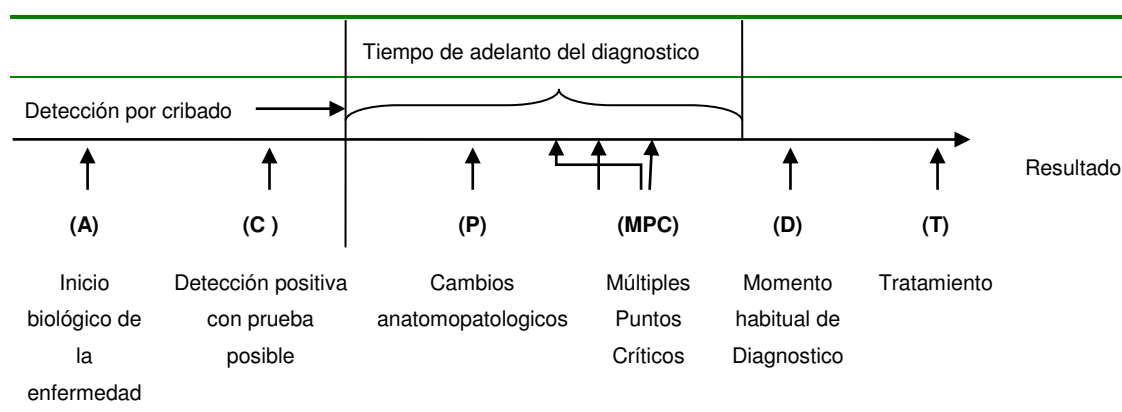 Tiempo de adelanto del diagnostico
Detección por cribado
Resultado
(A)
(C )
(P)
(MPC)
(D)
(T)
Inicio
biológico de
la
enfermedad
Detección positiva
con prueba
posible
Cambios
anatomopatologicos
Múltiples
Puntos
Críticos
Momento
habitual de
Diagnostico
Tratamiento